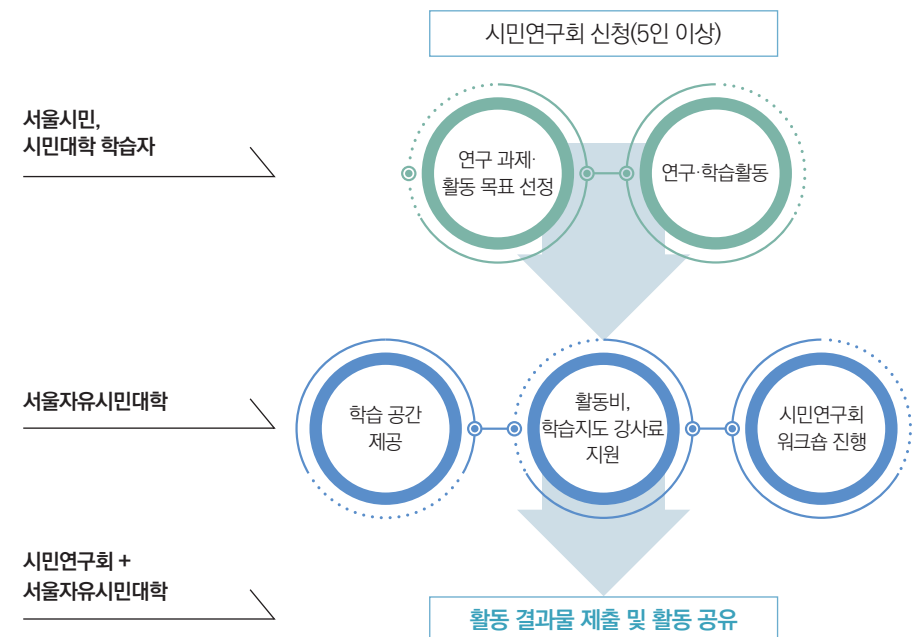 시민연구회 신청(5인 이상)
서울시민,
시민대학 학습자
연구 과제·
활동 목표 선정
연구·학습활동
서울자유시민대학
학습 공간
제공
활동비,
학습지도 강사료
지원
시민연구회
워크숍 진행
시민연구회 +
서울자유시민대학
활동 결과물 제출 및 활동 공유